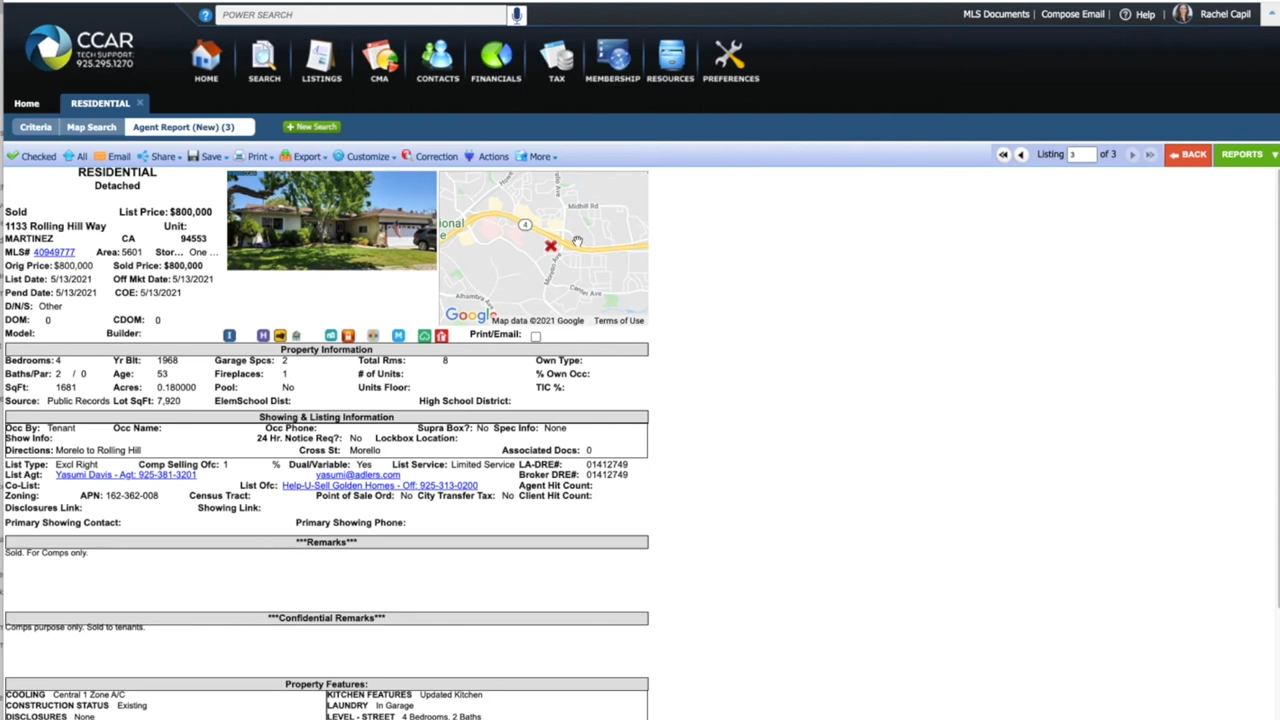 POWER SEARCH
MLS Documents | Compose Email | Help | Rachel Capil
CCAR
TECH SUPPORT:
925.295.1270
HOME SEARCH LISTINGS CMA CONTACTS FINANCIALS TAX MEMBERSHIP RESOURCES PREFERENCES
Home RESIDENTIAL
Criteria Map Search Agent Report (New) (3) New Search
Checked All Email Share Save Print Export Customize Correction Actions More Listing 3 of 3 BACK REPORTS
RESIDENTIAL
Detached
Sold List Price: $800,000
1133 Rolling Hill Way Unit:
MARTINEZ CA 94553
MLS# 40949777 Area: 5601 Stor... One ...
Orig Price: $800,000 Sold Price: $800,000
List Date: 5/13/2021 Off Mkt Date: 5/13/2021
Pend Date: 5/13/2021 COE: 5/13/2021
D/N/S: Other
DOM: 0 CDOM: 0
Model: Builder:
Midhill Rd
ional
4
Morello Ave
Center Ave
Alhambra Ave
Google Map data ©2021 Google Terms of Use
I H M Print/Email:
Property Information
Bedrooms: 4 Yr Blt: 1968 Garage Spcs: 2 Total Rms: 8 Own Type:
Baths/Par: 2 / 0 Age: 53 Fireplaces: 1 # of Units: % Own Occ:
SqFt: 1681 Acres: 0.180000 Pool: No Units Floor: TIC %:
Source: Public Records Lot SqFt: 7,920 ElemSchool Dist: High School District:
Showing & Listing Information
Occ By: Tenant Occ Name: Occ Phone: Supra Box?: No Spec Info: None
Show Info: 24 Hr. Notice Req?: No Lockbox Location:
Directions: Morelo to Rolling Hill Cross St: Morello Associated Docs: 0
List Type: Excl Right Comp Selling Ofc: 1 % Dual/Variable: Yes List Service: Limited Service LA-DRE#: 01412749
List Agt: Yasumi Davis - Agt: 925-381-3201 yasumi@adlers.com Broker DRE#: 01412749
Co-List: List Ofc: Help-U-Sell Golden Homes - Off: 925-313-0200 Agent Hit Count:
Zoning: APN: 162-362-008 Census Tract: Point of Sale Ord: No City Transfer Tax: No Client Hit Count:
Disclosures Link: Showing Link:
Primary Showing Contact: Primary Showing Phone:
***Remarks***
Sold. For Comps only.
***Confidential Remarks***
Comps purpose only. Sold to tenants.
Property Features:
COOLING Central 1 Zone A/C KITCHEN FEATURES Updated Kitchen
CONSTRUCTION STATUS Existing LAUNDRY In Garage
DISCLOSURES None LEVEL - STREET 4 Bedrooms, 2 Baths